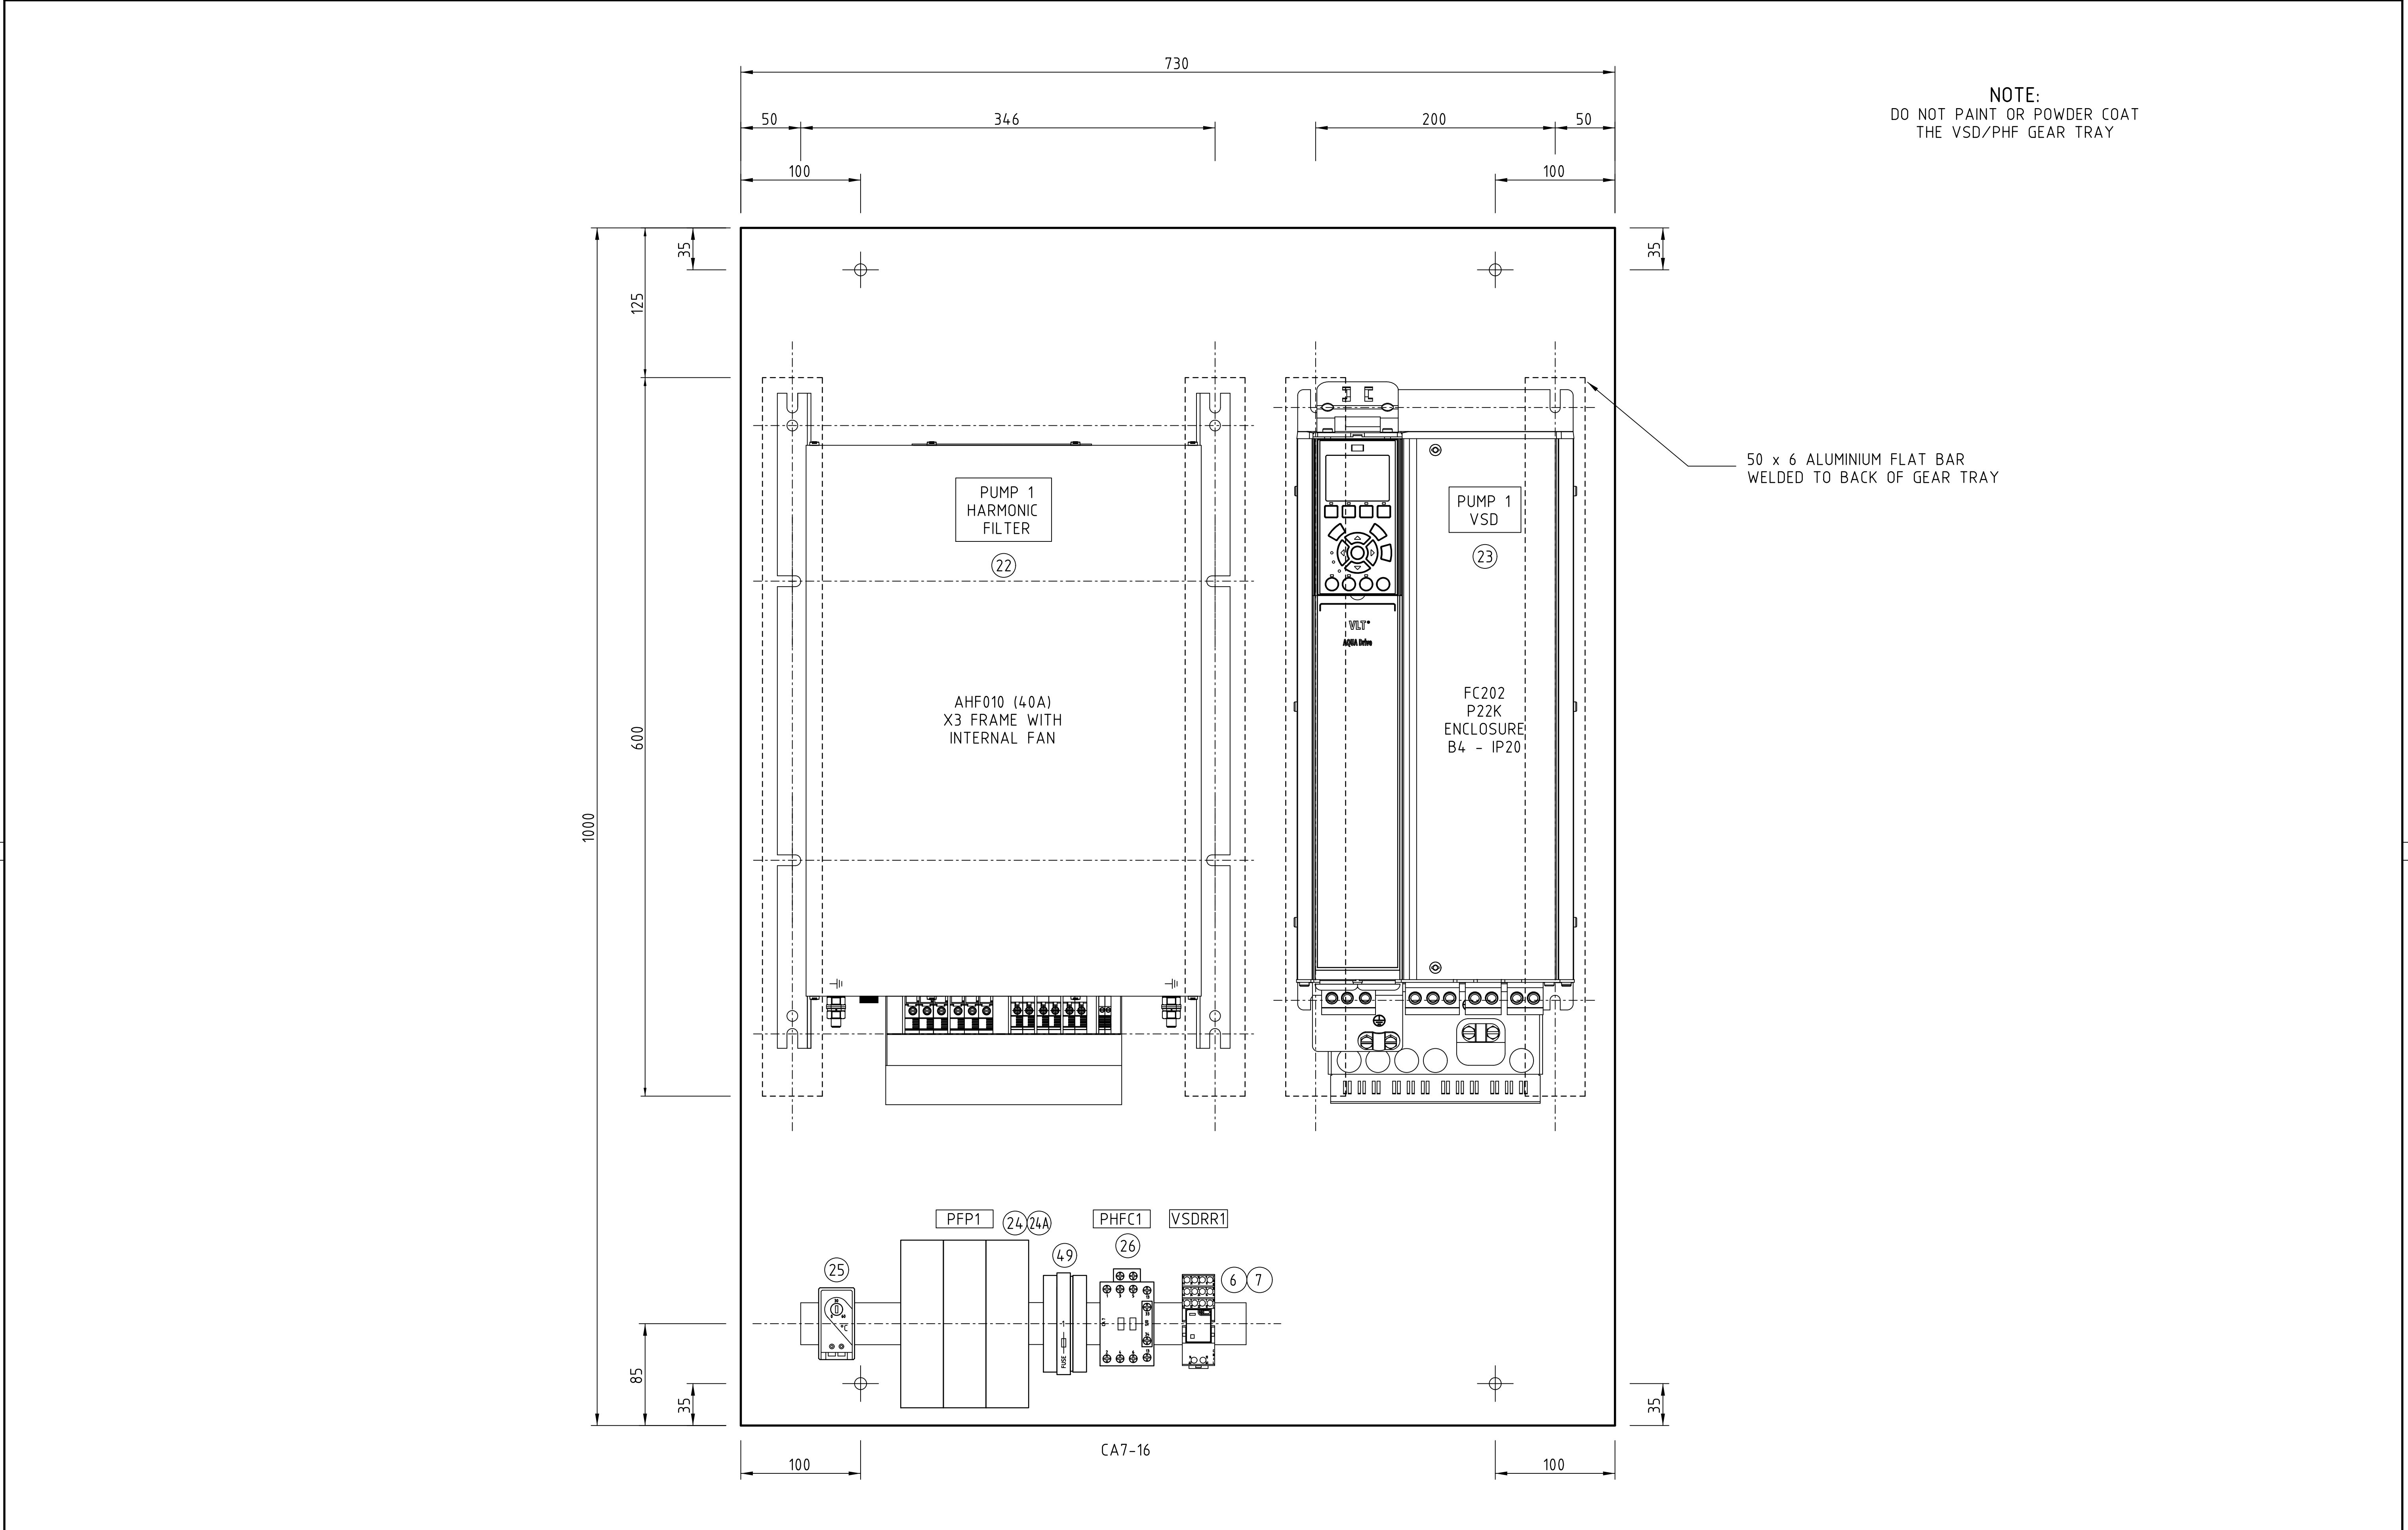 730
NOTE:
DO NOT PAINT OR POWDER COAT
THE VSD/PHF GEAR TRAY
50
346
200
50
100
100
35
35
125
600
1000
50 x 6 ALUMINIUM FLAT BAR
WELDED TO BACK OF GEAR TRAY
PUMP 1
HARMONIC
FILTER
22
AHF010 (40A)
X3 FRAME WITH
INTERNAL FAN
PUMP 1
VSD
23
VLT®
AQUA Drive
FC202
P22K
ENCLOSURE
B4 - IP20
PFP1
24
24A
PHFC1
VSDRR1
25
49
26
6
7
°C
FUSE
85
35
35
CA7-16
100
100